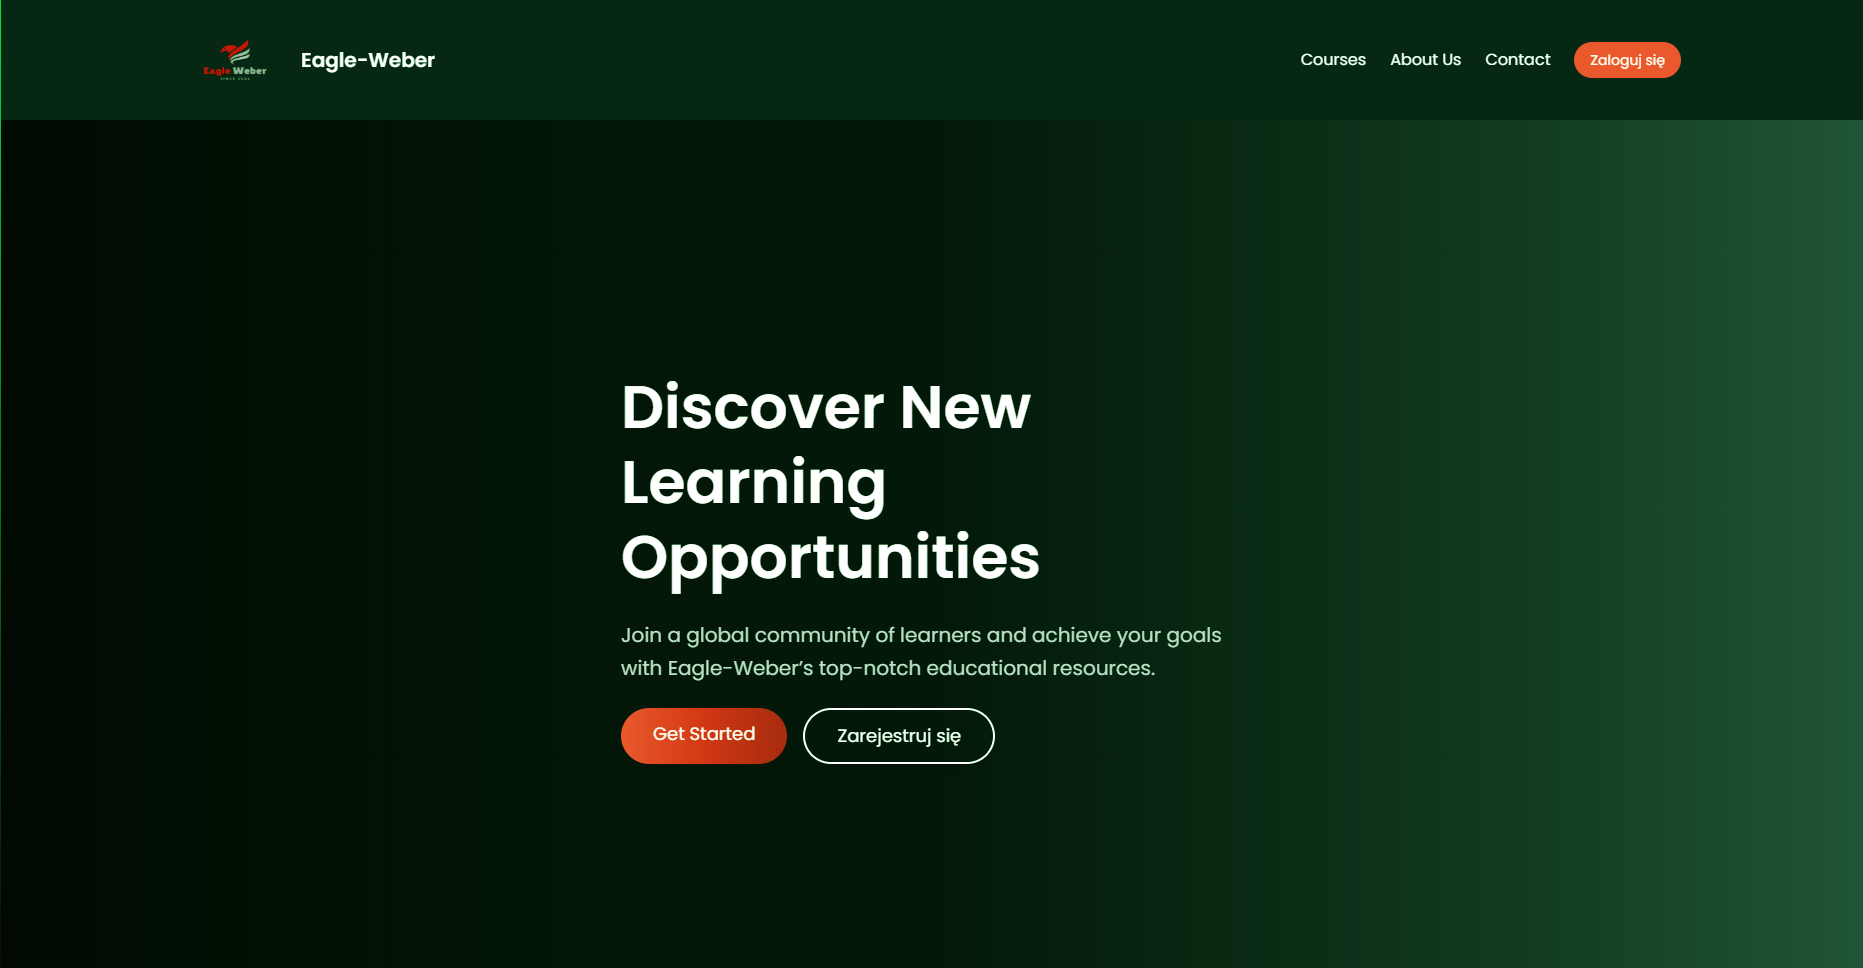 Eagle Weber
Eagle-Weber
Courses
About Us
Contact
Zaloguj się
Discover New
Learning
Opportunities
Join a global community of learners and achieve your goals
with Eagle-Weber’s top-notch educational resources.
Get Started
Zarejestruj się